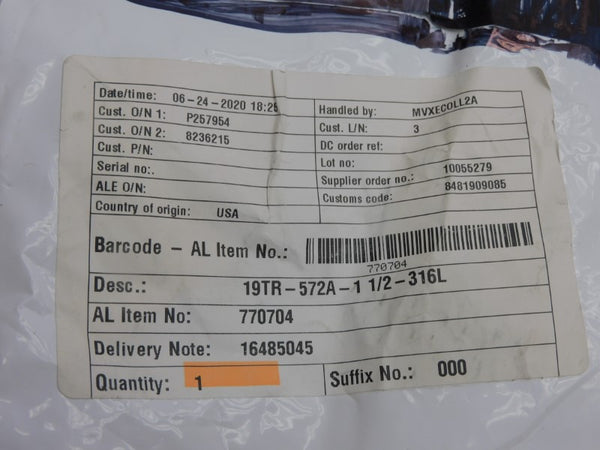 Date/time: 06-24-2020 18:25
Cust. O/N 1: P257954
Cust. O/N 2: 8236215
Cust. P/N:
Serial no:.
ALE O/N:
Country of origin: USA
Handled by: MVXECOLL2A
Cust. L/N: 3
DC order ref:
Lot no: 10055279
Supplier order no.: 8481909085
Customs code:
Barcode - AL Item No.:
770704
Desc.: 19TR-572A-1 1/2-316L
AL Item No: 770704
Delivery Note: 16485045
Quantity: 1 Suffix No.: 000